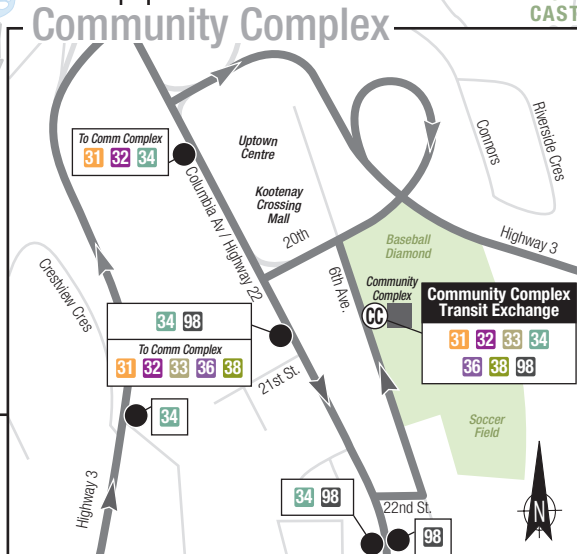 CAST
Community Complex
To Comm Complex
31 32 34
Uptown
Centre
Kootenay
Crossing
Mall
Columbia Av / Highway 22
20th
Connors
Riverside Cres
Highway 3
Baseball
Diamond
6th Ave.
Community
Complex
CC
Community Complex
Transit Exchange
31 32 33 34
36 38 98
Crestview Cres
34 98
To Comm Complex
31 32 33 36 38
21st St.
34
Soccer
Field
Highway 3
34 98
22nd St.
98
N